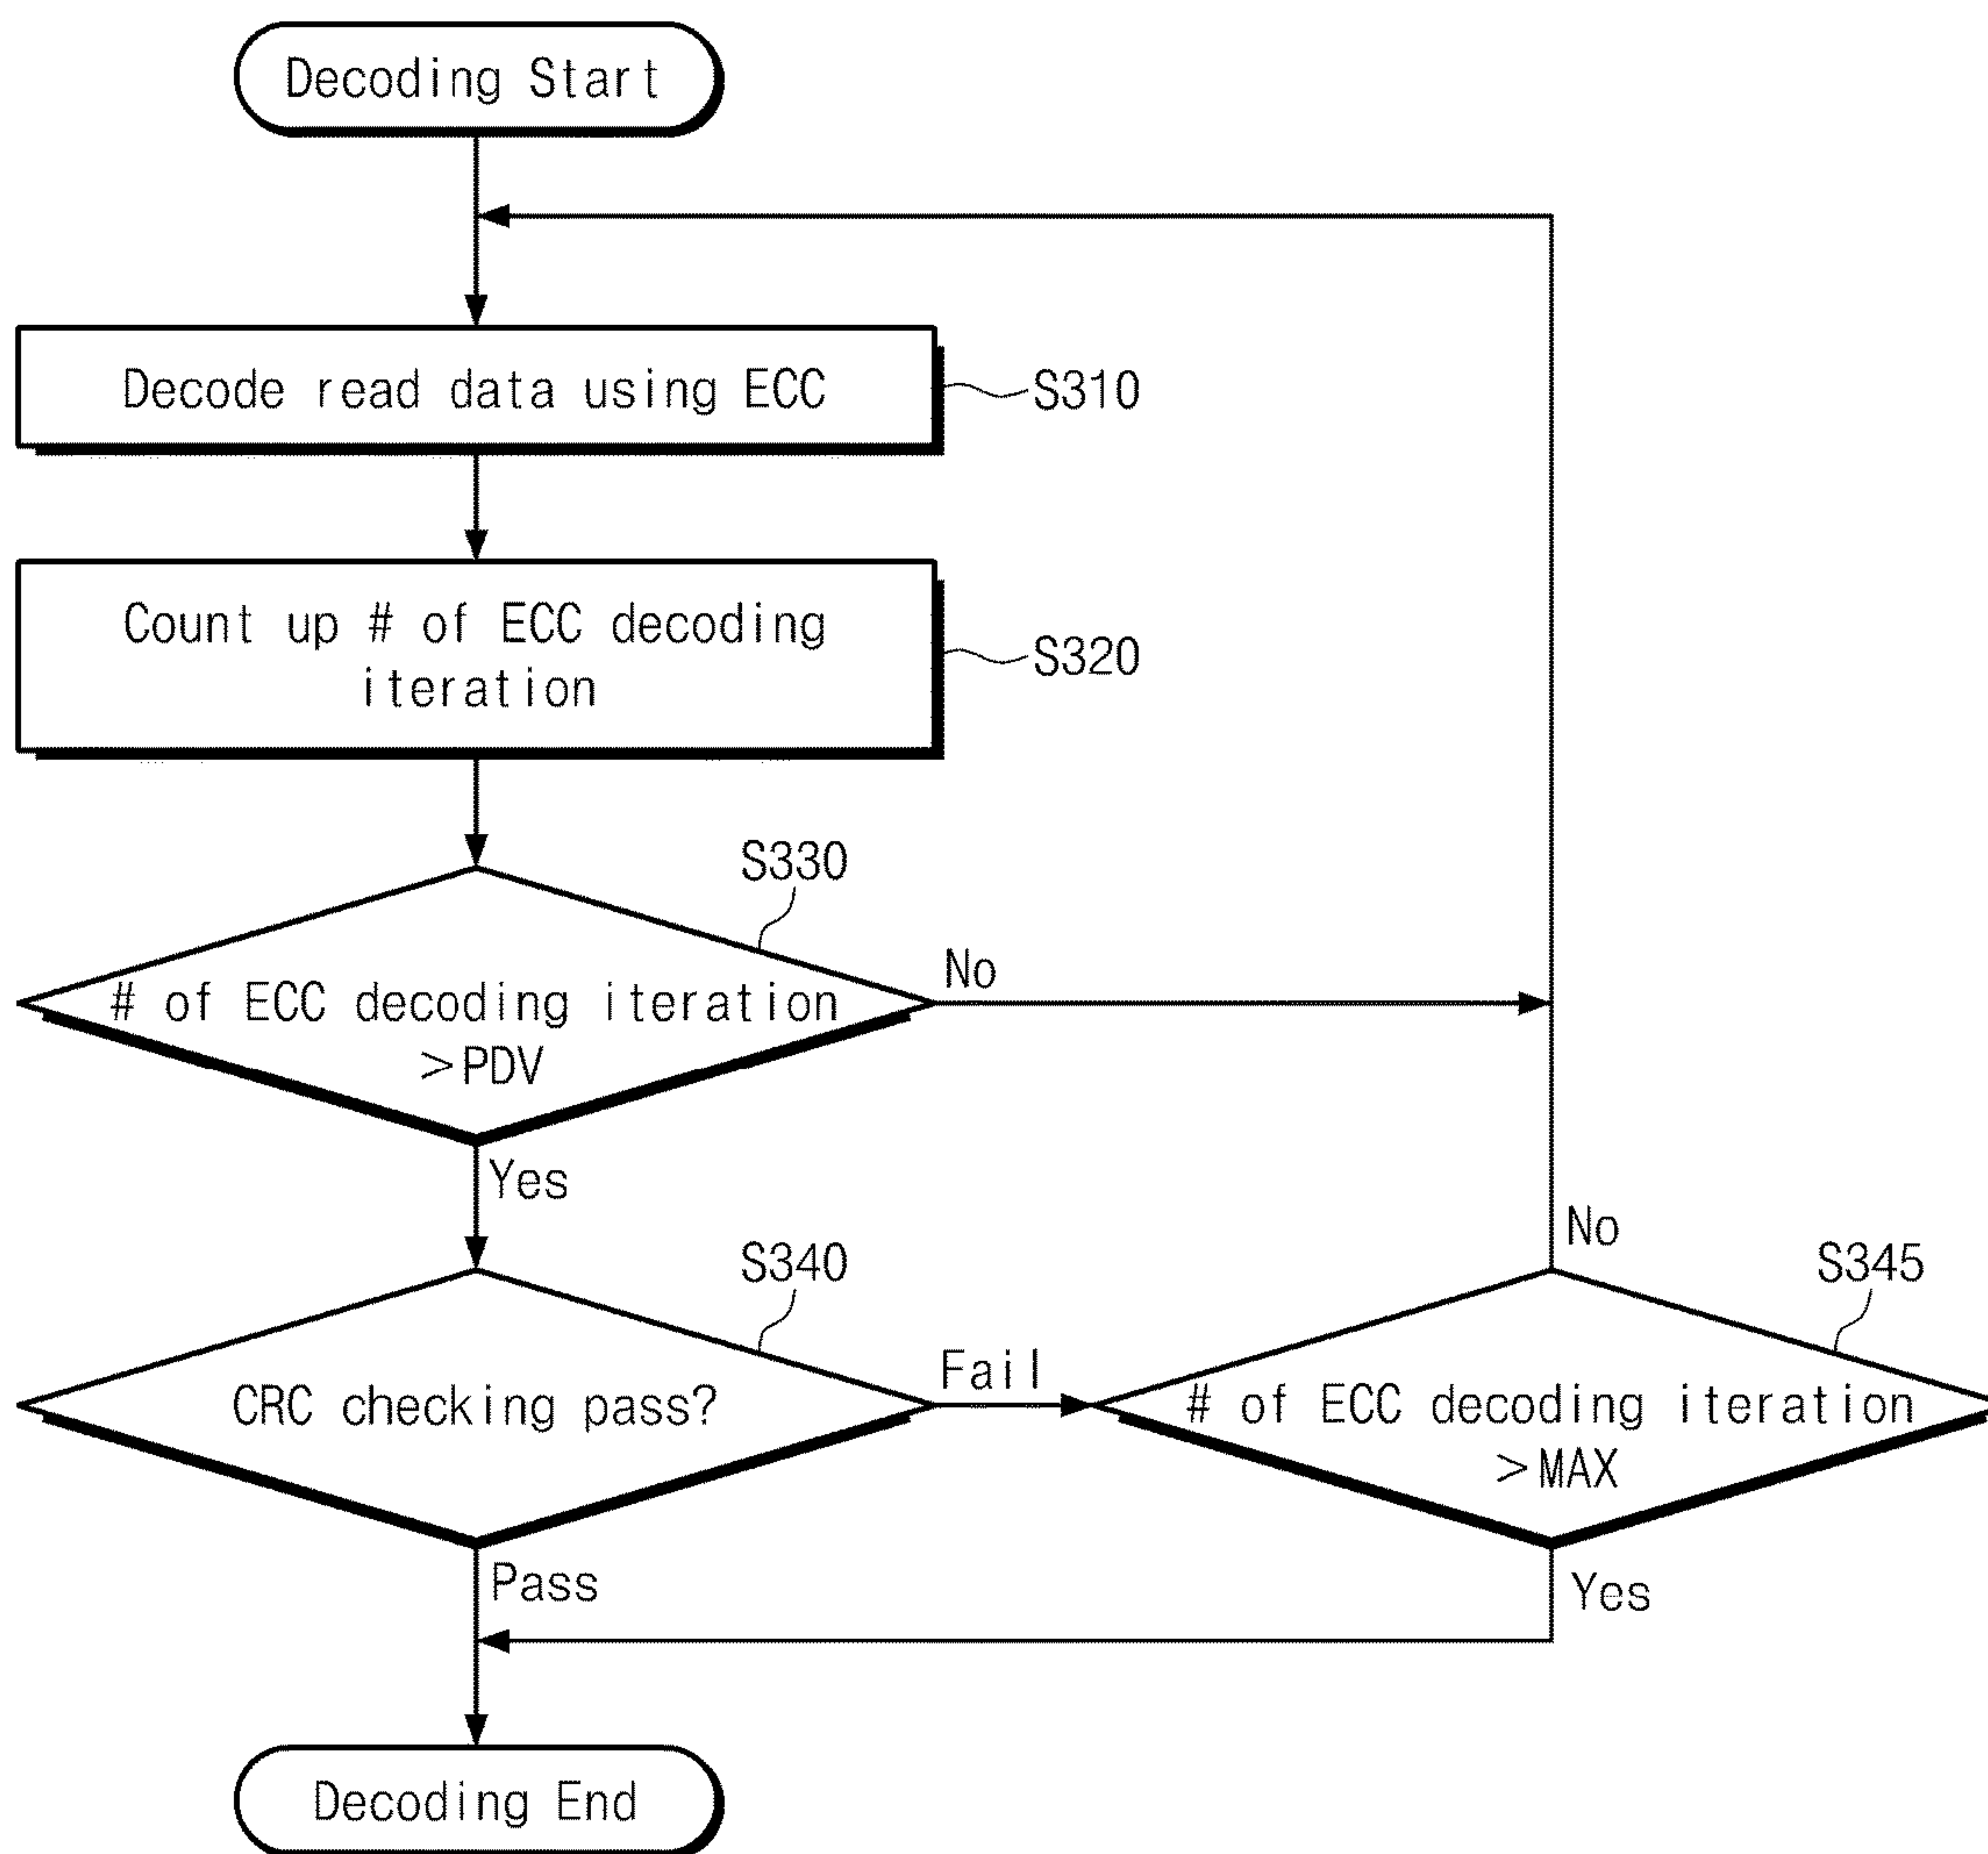 Decoding Start
Decode read data using ECC
S310
Count up # of ECC decoding
iteration
S320
S330
# of ECC decoding iteration
>PDV
No
Yes
S340
CRC checking pass?
Fail
No
S345
# of ECC decoding iteration
>MAX
Pass
Yes
Decoding End